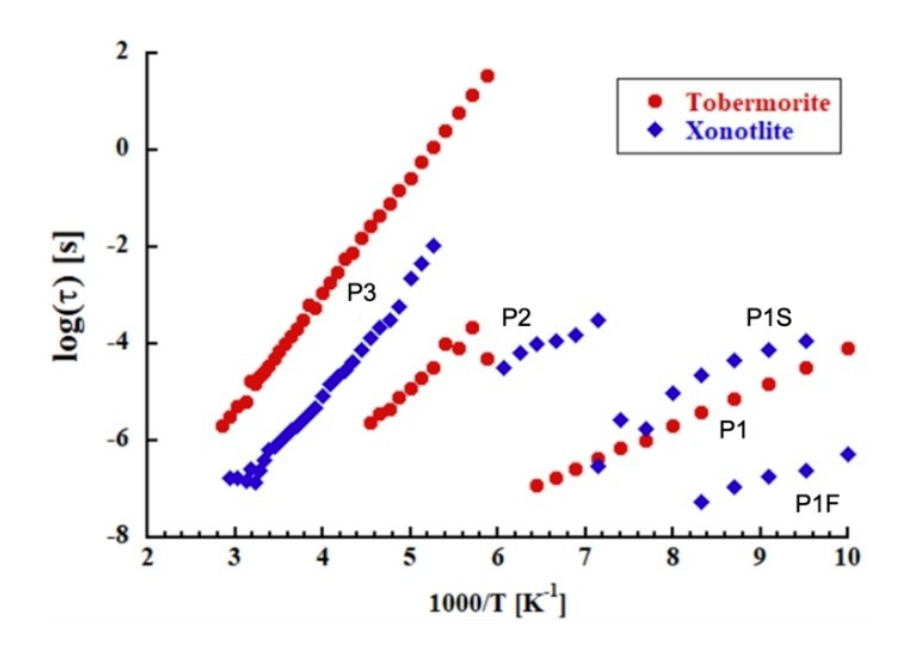 2
0
-2
-4
-6
-8
log(τ) [s]
Tobermorite
Xonotlite
P3
P2
P1S
P1
P1F
2 3 4 5 6 7 8 9 10
1000/T [K-1]